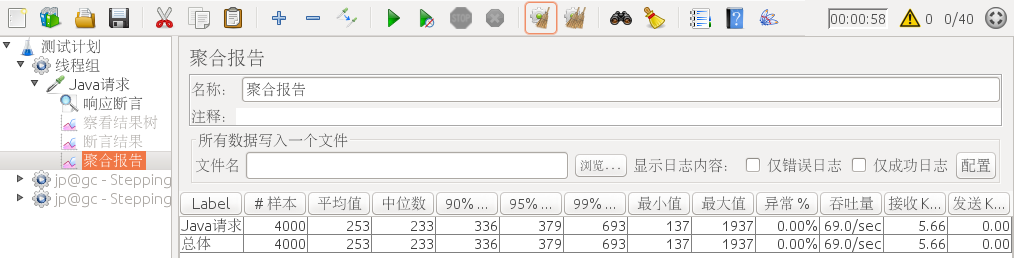 STOP
00:00:58 0 0/40
测试计划
线程组
Java请求
响应断言
察看结果树
断言结果
聚合报告
jp@gc - Stepping
jp@gc - Stepping
聚合报告
名称: 聚合报告
注释:
所有数据写入一个文件
文件名 浏览... 显示日志内容: 仅错误日志 仅成功日志 配置
Label # 样本 平均值 中位数 90% ... 95% ... 99% ... 最小值 最大值 异常 % 吞吐量 接收 K... 发送 K...
Java请求 4000 253 233 336 379 693 137 1937 0.00% 69.0/sec 5.66 0.00
总体 4000 253 233 336 379 693 137 1937 0.00% 69.0/sec 5.66 0.00